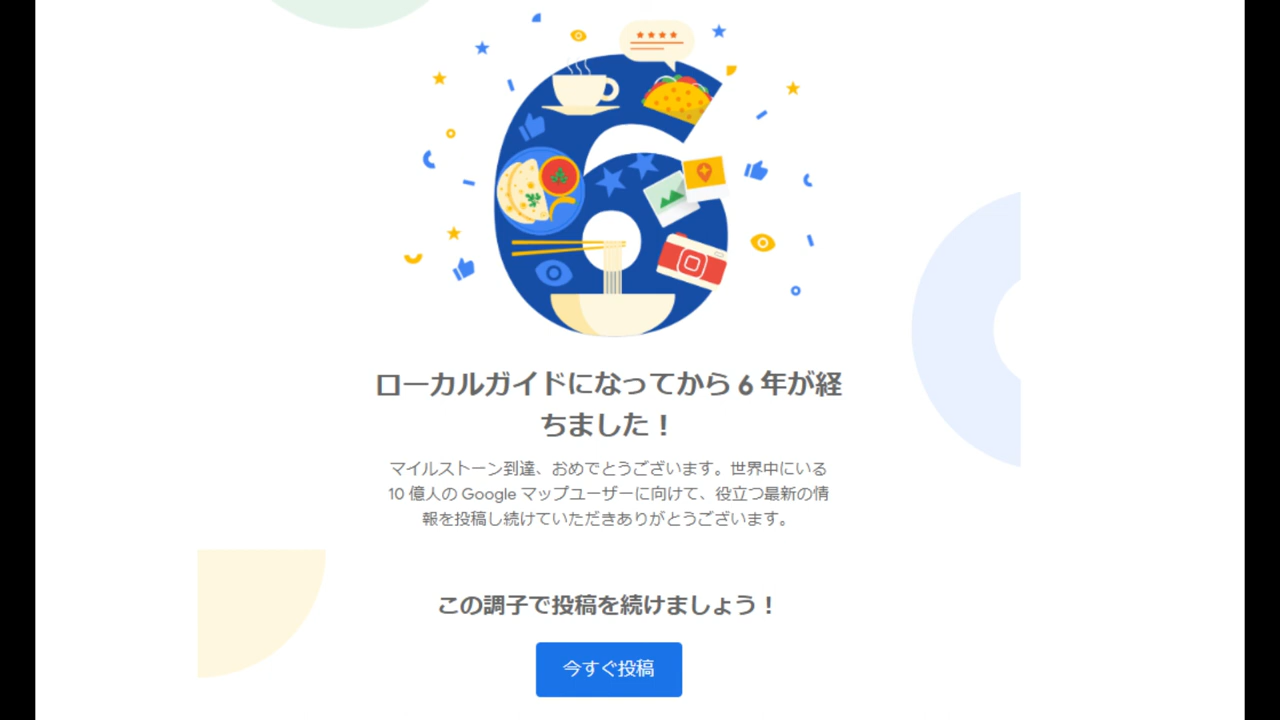 ローカルガイドになってから 6 年が経
ちました！
マイルストーン到達、おめでとうございます。世界中にいる
10 億人の Google マップユーザーに向けて、役立つ最新の情
報を投稿し続けていただきありがとうございます。
この調子で投稿を続けましょう！
今すぐ投稿